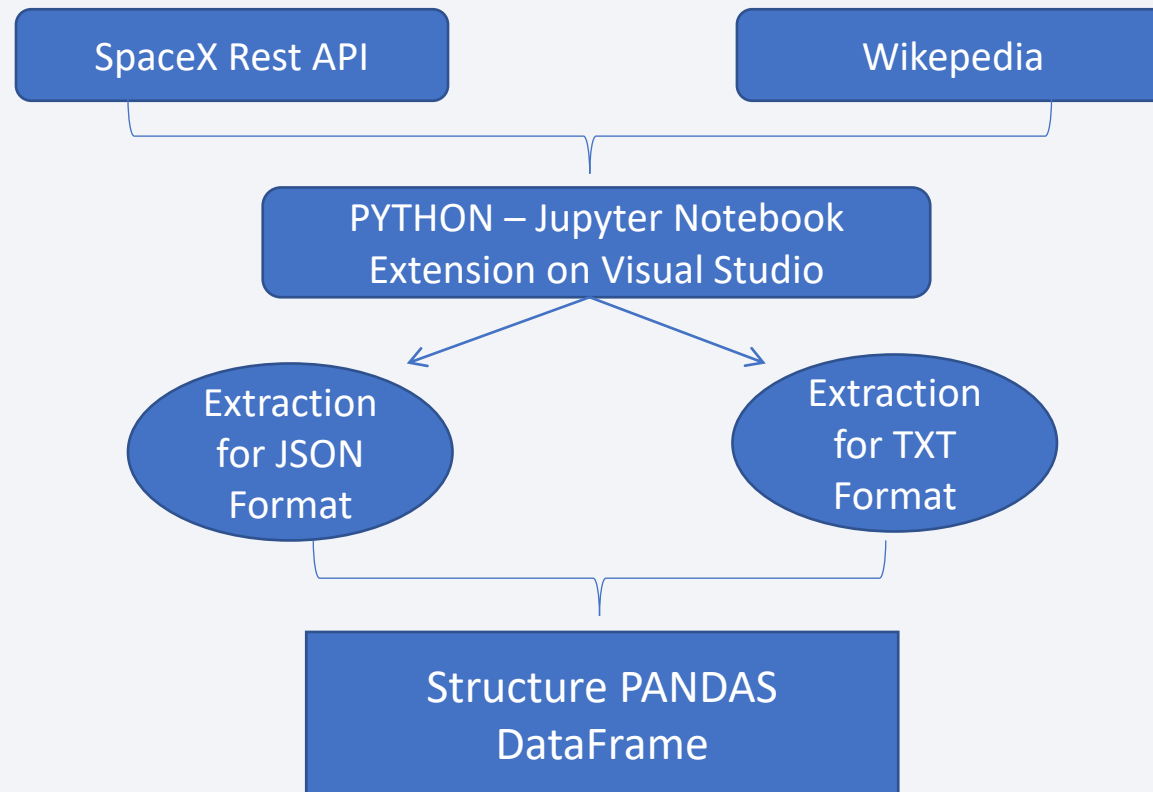 SpaceX Rest API
Wikepedia
PYTHON – Jupyter Notebook
Extension on Visual Studio
Extraction
for JSON
Format
Extraction
for TXT
Format
Structure PANDAS
DataFrame